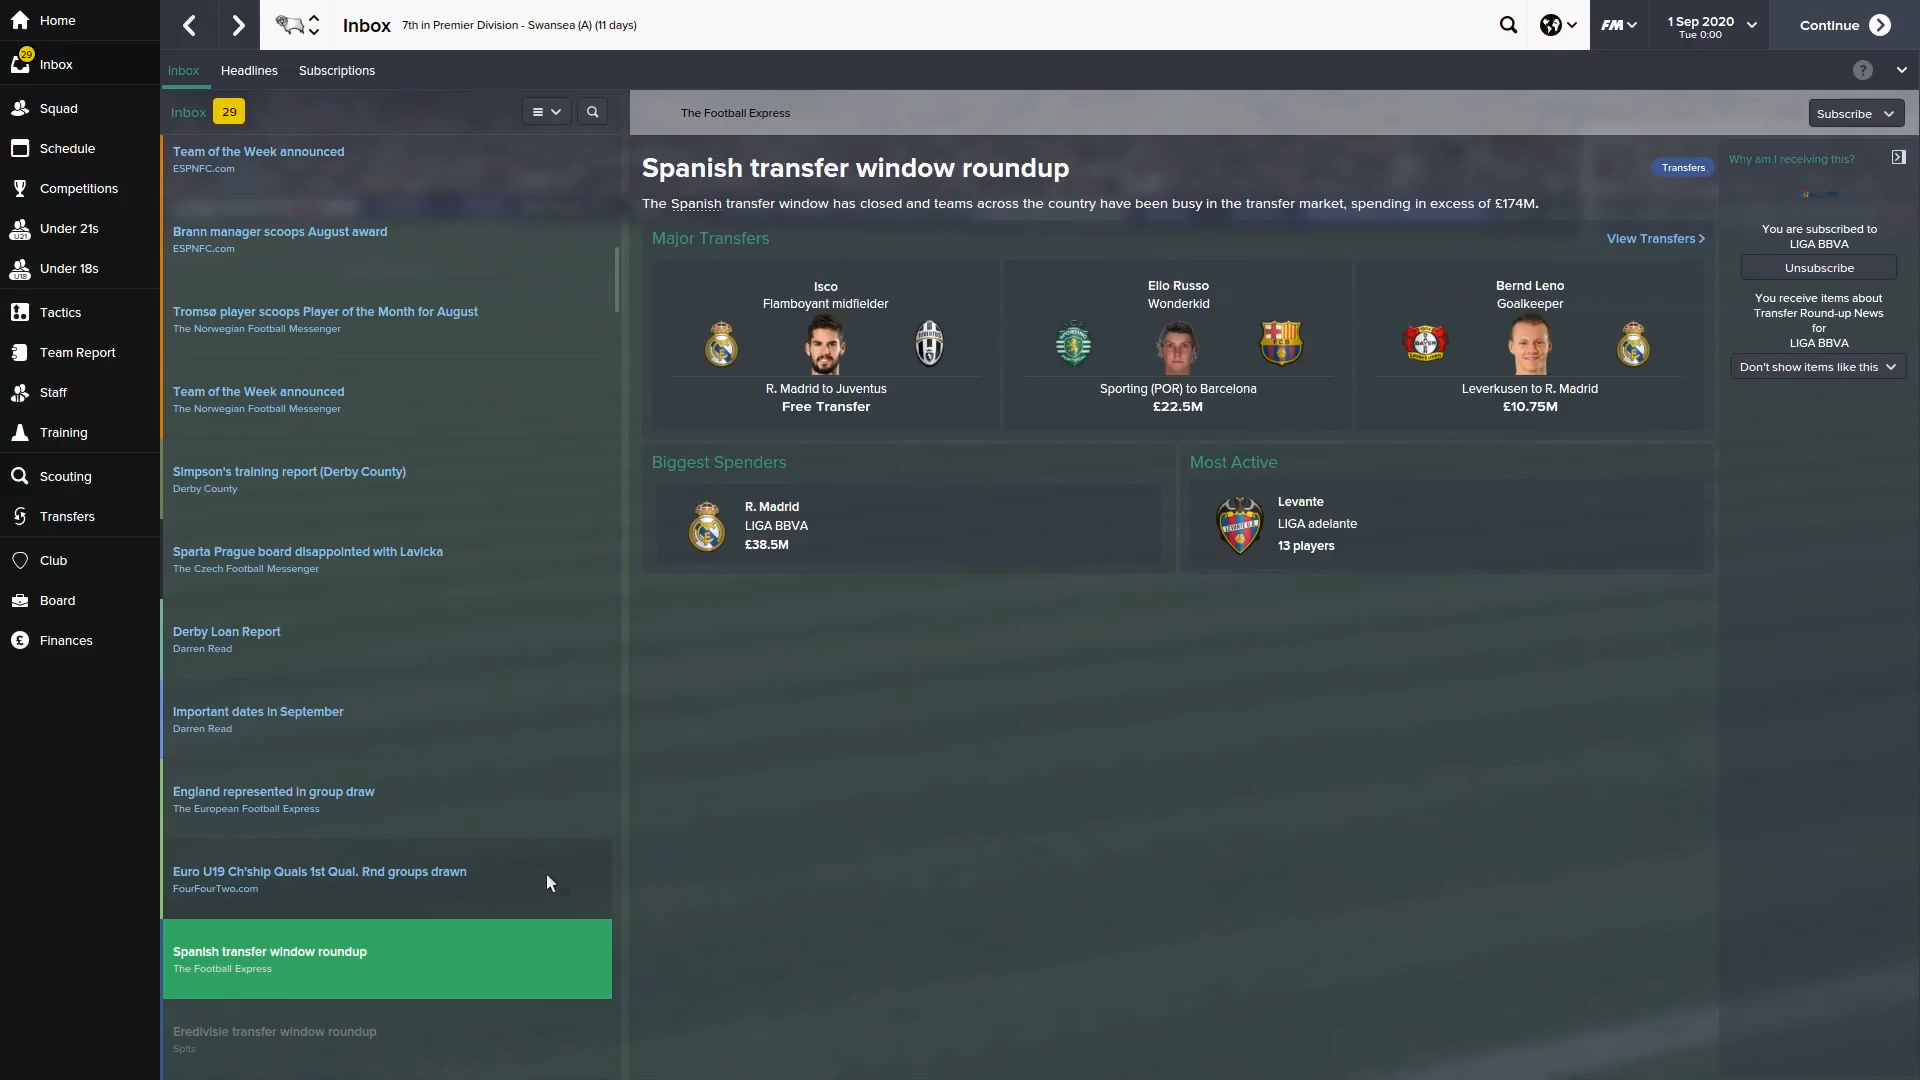 Home
29
Inbox
Squad
Schedule
Competitions
U21
Under 21s
U18
Under 18s
Tactics
Team Report
Staff
Training
Scouting
Transfers
Club
Board
Finances
Inbox
7th in Premier Division - Swansea (A) (11 days)
FM
1 Sep 2020
Tue 0:00
Continue
Inbox
Headlines
Subscriptions
?
Inbox
29
Team of the Week announced
ESPNFC.com
Brann manager scoops August award
ESPNFC.com
Tromsø player scoops Player of the Month for August
The Norwegian Football Messenger
Team of the Week announced
The Norwegian Football Messenger
Simpson's training report (Derby County)
Derby County
Sparta Prague board disappointed with Lavicka
The Czech Football Messenger
Derby Loan Report
Darren Read
Important dates in September
Darren Read
England represented in group draw
The European Football Express
Euro U19 Ch'ship Quals 1st Qual. Rnd groups drawn
FourFourTwo.com
Spanish transfer window roundup
The Football Express
Eredivisie transfer window roundup
Sp!ts
The Football Express
Subscribe
Spanish transfer window roundup
Transfers
The Spanish transfer window has closed and teams across the country have been busy in the transfer market, spending in excess of £174M.
Major Transfers
View Transfers
Isco
Flamboyant midfielder
R. Madrid to Juventus
Free Transfer
Elio Russo
Wonderkid
Sporting (POR) to Barcelona
£22.5M
Bernd Leno
Goalkeeper
Leverkusen to R. Madrid
£10.75M
Biggest Spenders
R. Madrid
LIGA BBVA
£38.5M
Most Active
Levante
LIGA adelante
13 players
Why am I receiving this?
You are subscribed to
LIGA BBVA
Unsubscribe
You receive items about
Transfer Round-up News
for
LIGA BBVA
Don't show items like this